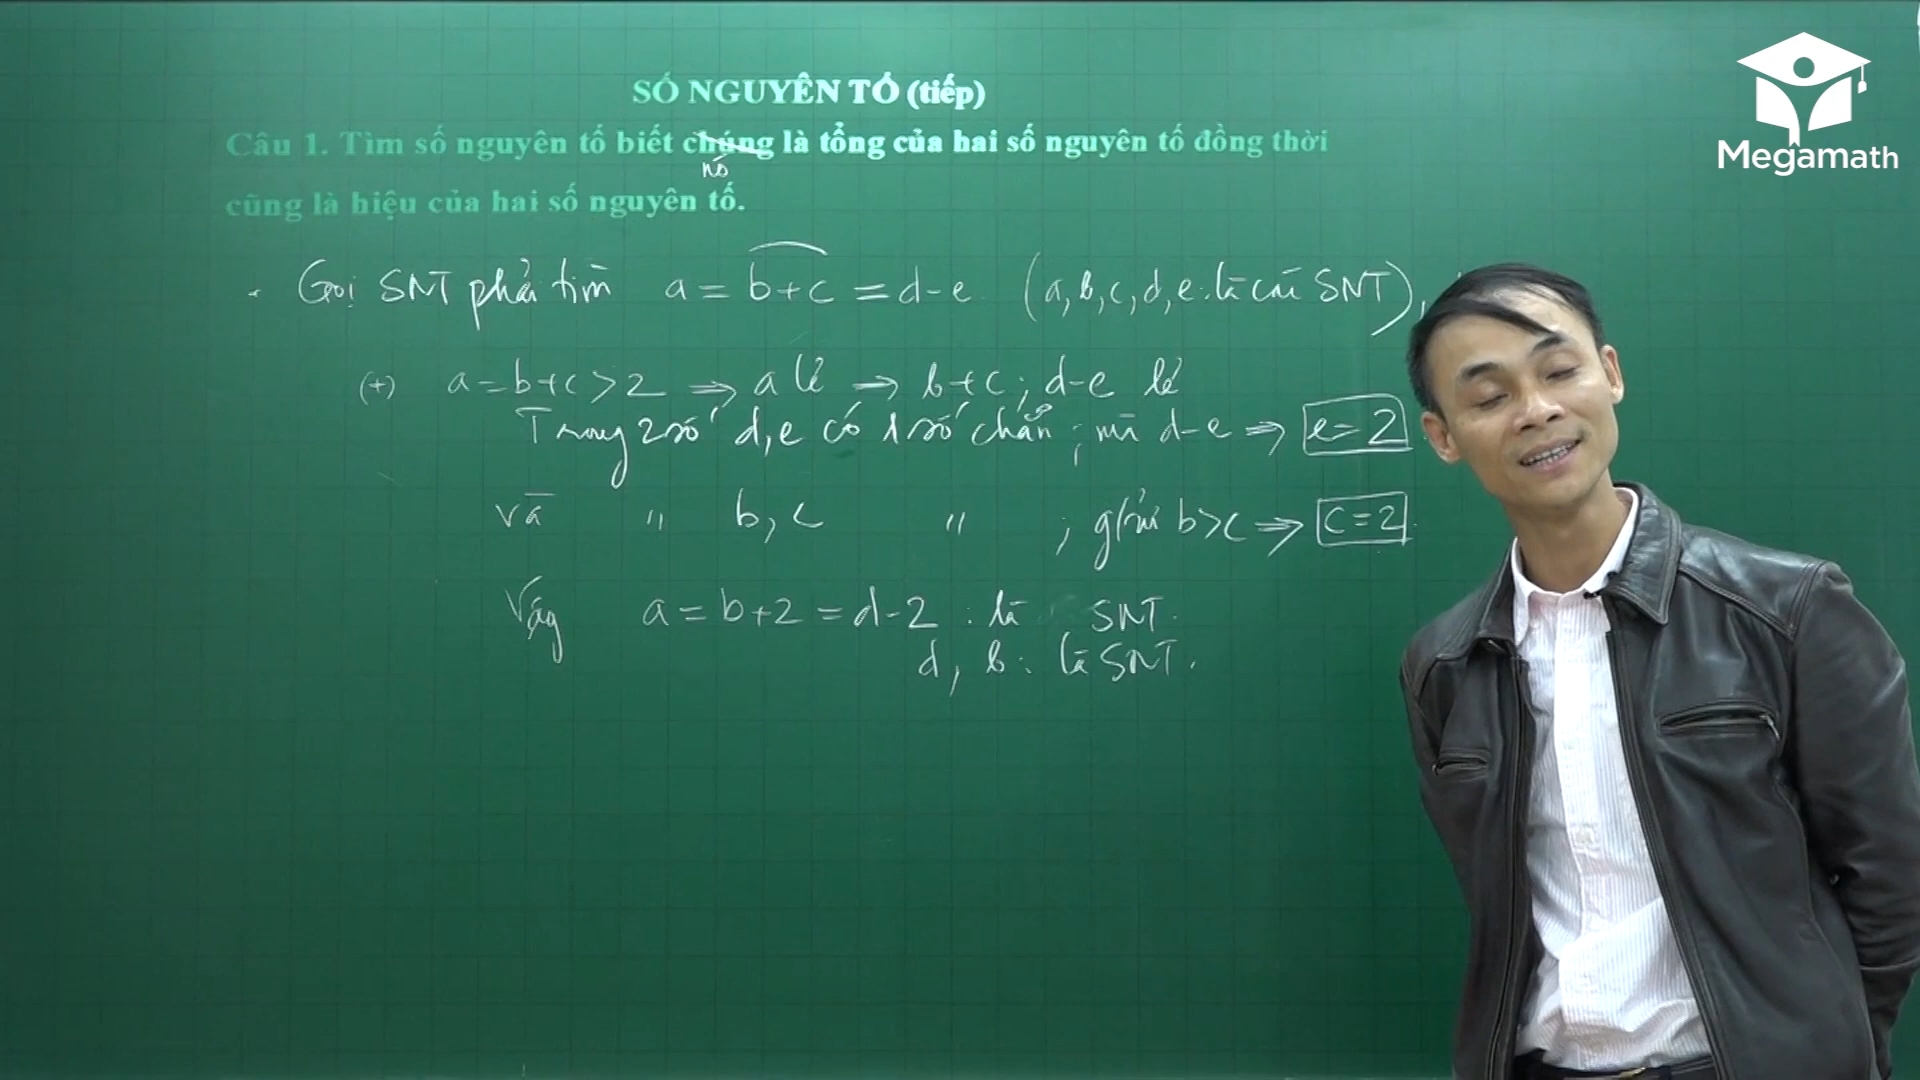 Megamath
SỐ NGUYÊN TỐ (tiếp)
Câu 1. Tìm số nguyên tố biết chúng là tổng của hai số nguyên tố đồng thời
nó
cũng là hiệu của hai số nguyên tố.
Gọi SNT phải tìm a = b+c = d-e (a,b,c,d,e: là các SNT),
(+) a=b+c>2 ⇒ a lẻ → b+c; d-e lẻ
Trong 2 số d,e có 1 số chẵn; mà d-e ⇒ e=2
và " b, c " ; g/sử b>c ⇒ c=2
Vậy a = b+2 = d-2 : là SNT.
d, b: là SNT.